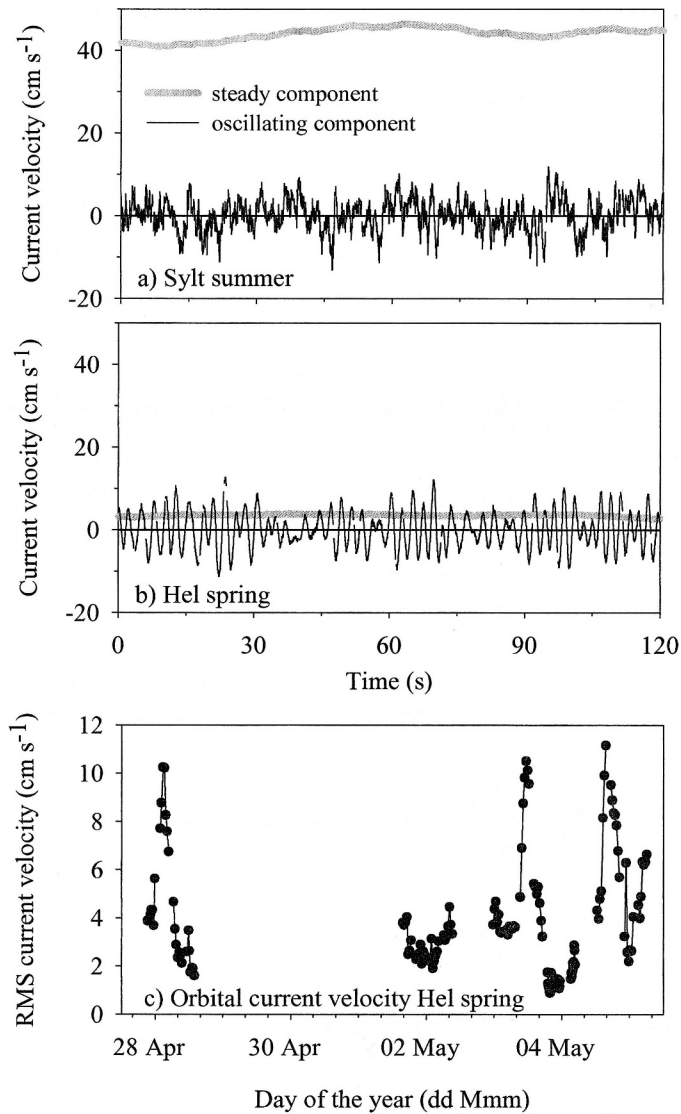 40
20
0
-20
Current velocity (cm s⁻¹)
steady component
oscillating component
a) Sylt summer
40
20
0
-20
Current velocity (cm s⁻¹)
b) Hel spring
0 30 60 90 120
Time (s)
12
10
8
6
4
2
0
RMS current velocity (cm s⁻¹)
c) Orbital current velocity Hel spring
28 Apr 30 Apr 02 May 04 May
Day of the year (dd Mmm)